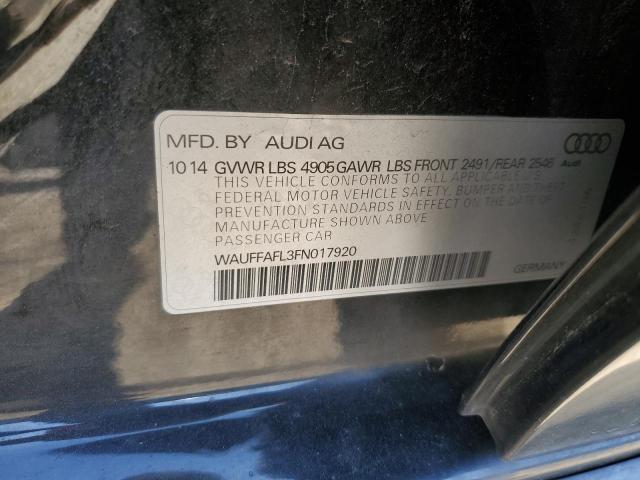 MFD. BY AUDI AG
10 14 GVWR LBS 4905 GAWR LBS FRONT 2491/REAR 2546
Audi
THIS VEHICLE CONFORMS TO ALL APPLICABLE U.S.
FEDERAL MOTOR VEHICLE SAFETY, BUMPER AND THEFT
PREVENTION STANDARDS IN EFFECT ON THE DATE OF
MANUFACTURE SHOWN ABOVE
PASSENGER CAR
WAUFFAFL3FN017920
GERMANY